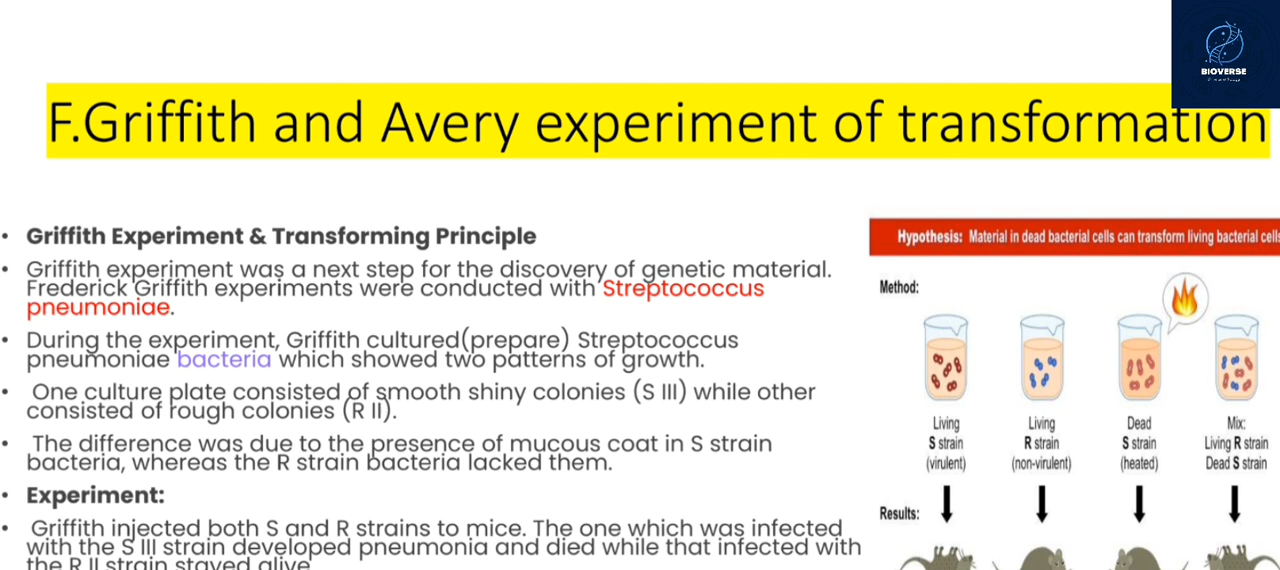 BIOVERSE
F.Griffith and Avery experiment of transformation
• Griffith Experiment & Transforming Principle
• Griffith experiment was a next step for the discovery of genetic material.
Frederick Griffith experiments were conducted with Streptococcus
pneumoniae.
• During the experiment, Griffith cultured(prepare) Streptococcus
pneumoniae bacteria which showed two patterns of growth.
• One culture plate consisted of smooth shiny colonies (S III) while other
consisted of rough colonies (R II).
• The difference was due to the presence of mucous coat in S strain
bacteria, whereas the R strain bacteria lacked them.
• Experiment:
• Griffith injected both S and R strains to mice. The one which was infected
with the S III strain developed pneumonia and died while that infected with
the R II strain stayed alive
Hypothesis: Material in dead bacterial cells can transform living bacterial cells
Method:
Living
S strain
(virulent)
Living
R strain
(non-virulent)
Dead
S strain
(heated)
Mix:
Living R strain
Dead S strain
Results: